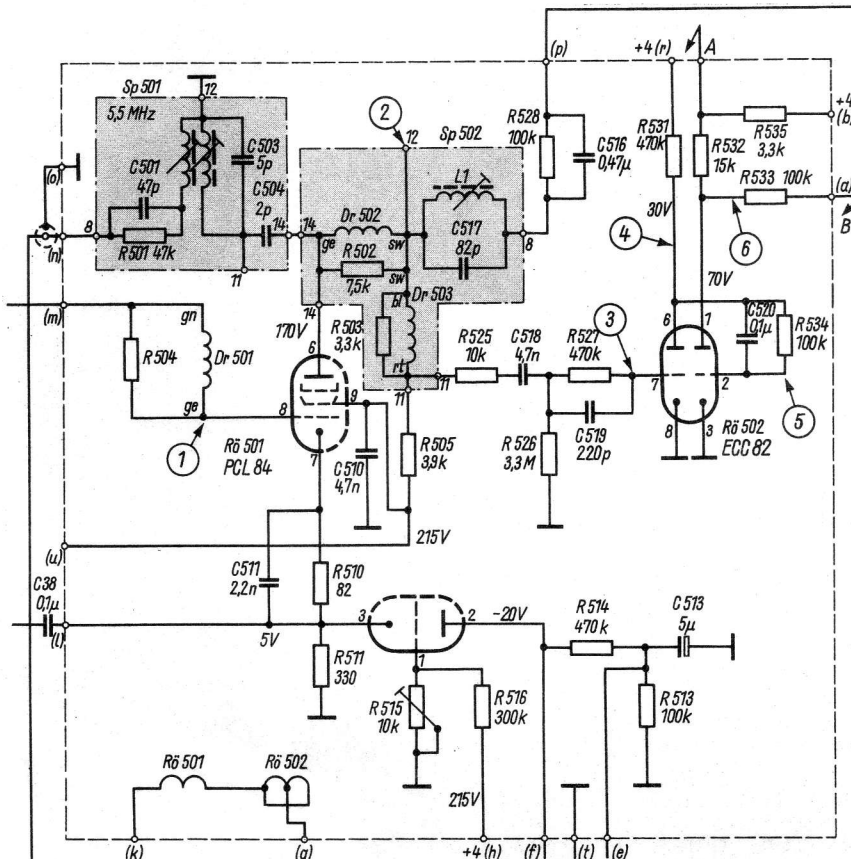 (p)
+4 (r)
A
Sp 501
12
5,5 MHz
C 501
47p
C 503
5p
C 504
2p
R 501 47k
8
11
14
(o)
(n)
2
12
Sp 502
14
Dr 502
ge
sw
R 502
7,5k
sw
L1
C 517
82p
8
R 528
100k
C 516
0,47µ
R 531
470k
R 532
15k
R 535
3,3k
+4
(b)
R 533 100k
(a)
B
30V
4
6
70V
(m)
gn
R 504
Dr 501
ge
1
14
170V
6
bl
Dr 503
R 503
3,3k
rt
11
11
8
9
7
Rö 501
PCL 84
C 510
4,7n
R 505
3,9k
R 525
10k
C 518
4,7n
R 527
470k
3
R 526
3,3M
C 519
220p
6
1
7
2
8
3
C 520
0,1µ
R 534
100k
5
Rö 502
ECC 82
(u)
215V
C 38
0,1µ
(l)
C 511
2,2n
R 510
82
5V
R 511
330
3
2
1
-20V
R 514
470k
C 513
5µ
R 515
10k
R 516
300k
R 513
100k
215V
Rö 501
Rö 502
(k)
(g)
+4 (h)
(f)
(t)
(e)